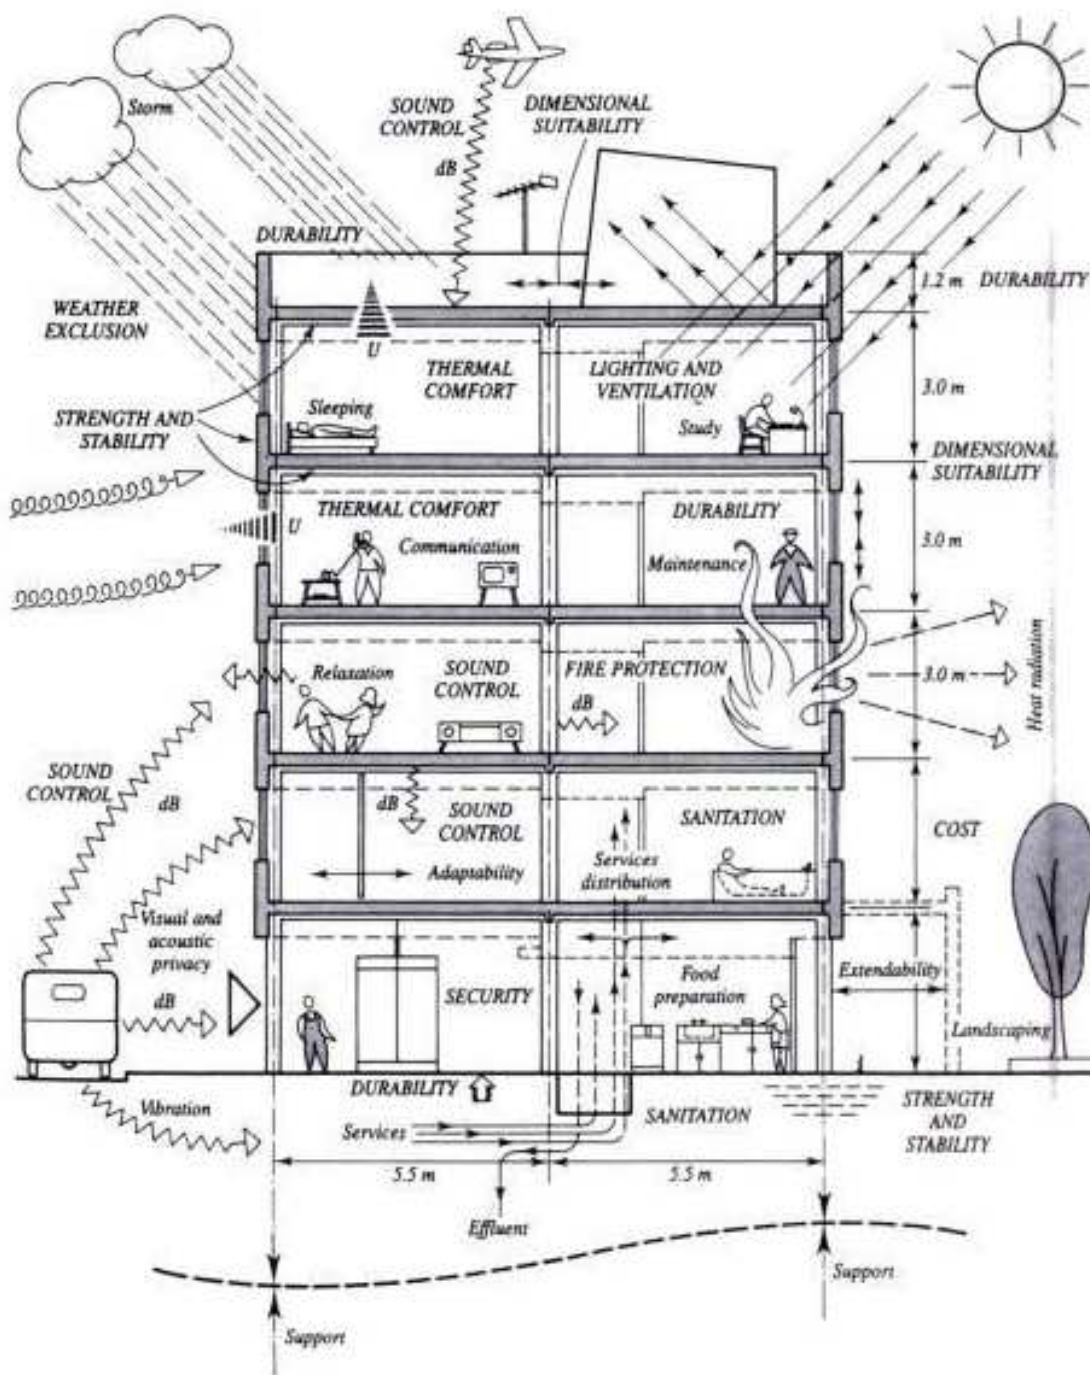 Storm
SOUND
CONTROL
dB
DIMENSIONAL
SUITABILITY
DURABILITY
WEATHER
EXCLUSION
1.2 m
DURABILITY
U
THERMAL
COMFORT
LIGHTING AND
VENTILATION
3.0 m
Sleeping
Study
STRENGTH AND
STABILITY
DIMENSIONAL
SUITABILITY
U
THERMAL COMFORT
Communication
DURABILITY
Maintenance
3.0 m
Relaxation
SOUND
CONTROL
FIRE PROTECTION
dB
3.0 m
Heat radiation
SOUND
CONTROL
dB
dB
SOUND
CONTROL
Adaptability
SANITATION
Services
distribution
COST
Visual and
acoustic
privacy
dB
SECURITY
Food
preparation
Extendability
Landscaping
Vibration
DURABILITY
Services
SANITATION
STRENGTH
AND
STABILITY
5.5 m
5.5 m
Effluent
Support
Support